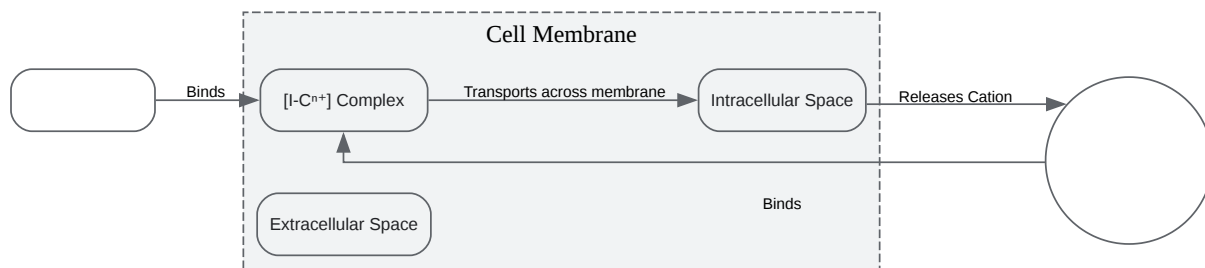 Cell Membrane
Binds
[I-Cⁿ⁺] Complex
Transports across membrane
Intracellular Space
Releases Cation
Extracellular Space
Binds